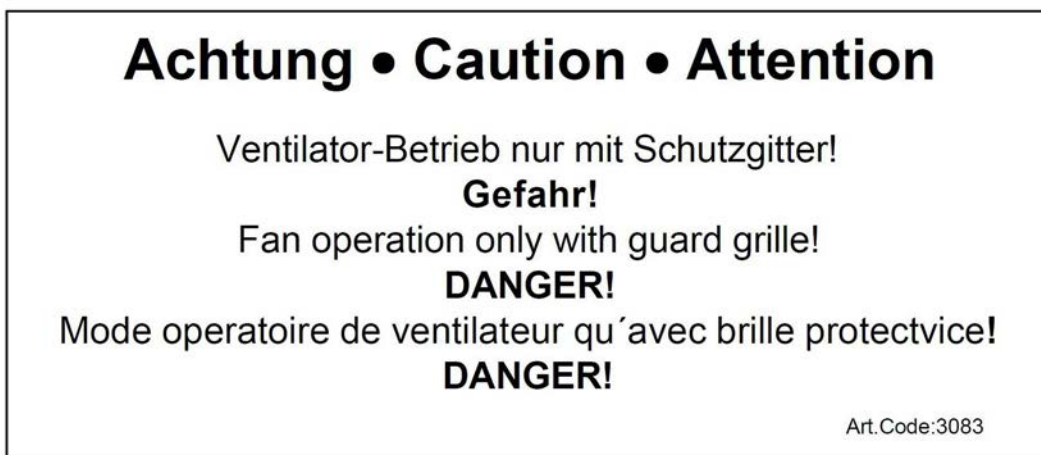 Achtung • Caution • Attention
Ventilator-Betrieb nur mit Schutzgitter!
Gefahr!
Fan operation only with guard grille!
DANGER!
Mode operatoire de ventilateur qu´avec brille protectvice!
DANGER!
Art.Code:3083